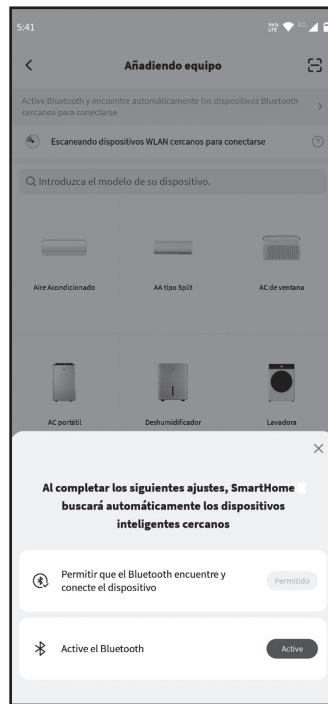 5:41
VoD LTE
4G
Añadiendo equipo
Active Bluetooth y encuentre automáticamente los dispositivos Bluetooth
cercanos para conectarse
Escaneando dispositivos WLAN cercanos para conectarse
Introduzca el modelo de su dispositivo.
Aire Acondicionado
AA tipo Split
AC de ventana
AC portátil
Deshumidificador
Lavadora
Al completar los siguientes ajustes, SmartHome
buscará automáticamente los dispositivos
inteligentes cercanos
Permitir que el Bluetooth encuentre y
conecte el dispositivo
Permitido
Active el Bluetooth
Active